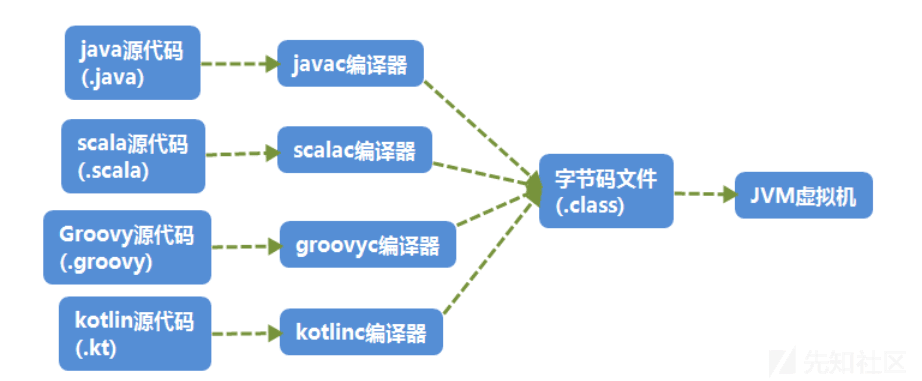 java源代码
(.java)
javac编译器
scala源代码
(.scala)
scalac编译器
字节码文件
(.class)
JVM虚拟机
Groovy源代码
(.groovy)
groovyc编译器
kotlin源代码
(.kt)
kotlinc编译器
先知社区